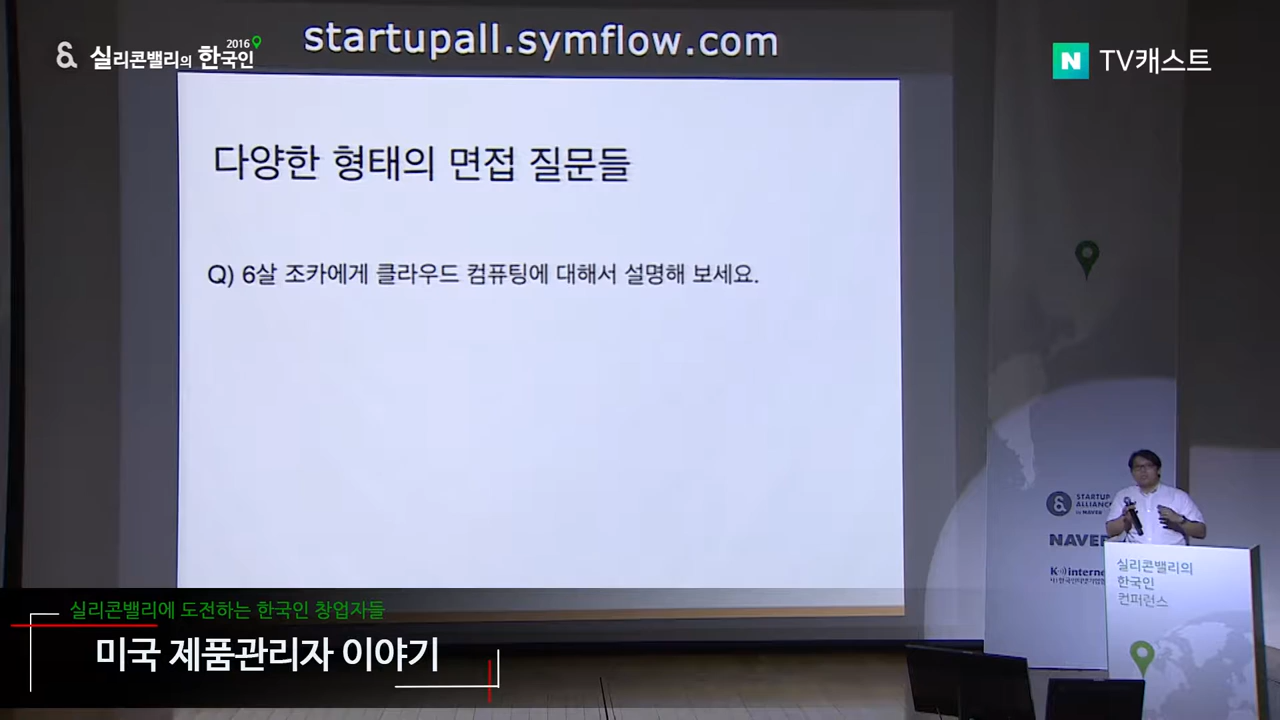 startupall.symflow.com
& 실리콘밸리의 한국인 2016
N TV캐스트
다양한 형태의 면접 질문들
Q) 6살 조카에게 클라우드 컴퓨팅에 대해서 설명해 보세요.
& STARTUP
ALLIANCE
NAVER
실리콘밸리의
한국인
컨퍼런스
실리콘밸리에 도전하는 한국인 창업자들
미국 제품관리자 이야기